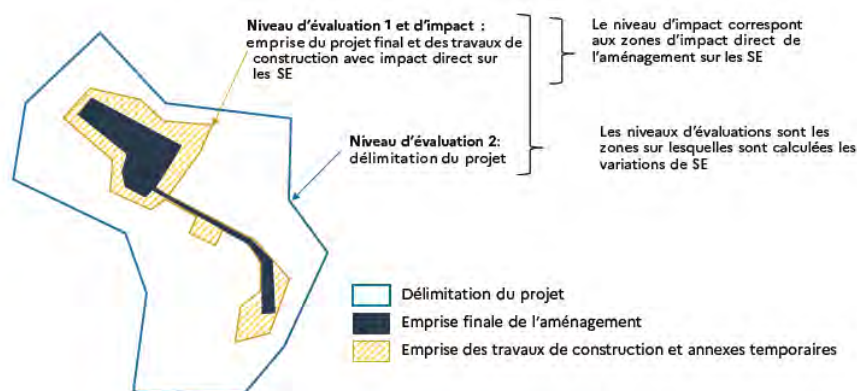 Niveau d'évaluation 1 et d'impact :
emprise du projet final et des travaux de
construction avec impact direct sur
les SE
Le niveau d'impact correspont
aux zones d'impact direct de
l'aménagement sur les SE
Niveau d'évaluation 2:
délimitation du projet
Les niveaux d'évaluations sont les
zones sur lesquelles sont calculées les
variations de SE
Délimitation du projet
Emprise finale de l'aménagement
Emprise des travaux de construction et annexes temporaires